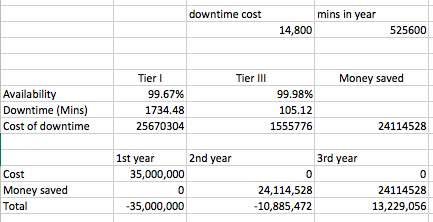 downtime cost mins in year
14,800 525600
Tier I Tier III Money saved
Availability 99.67% 99.98%
Downtime (Mins) 1734.48 105.12
Cost of downtime 25670304 1555776 24114528
1st year 2nd year 3rd year
Cost 35,000,000 0 0
Money saved 0 24,114,528 24114528
Total -35,000,000 -10,885,472 13,229,056